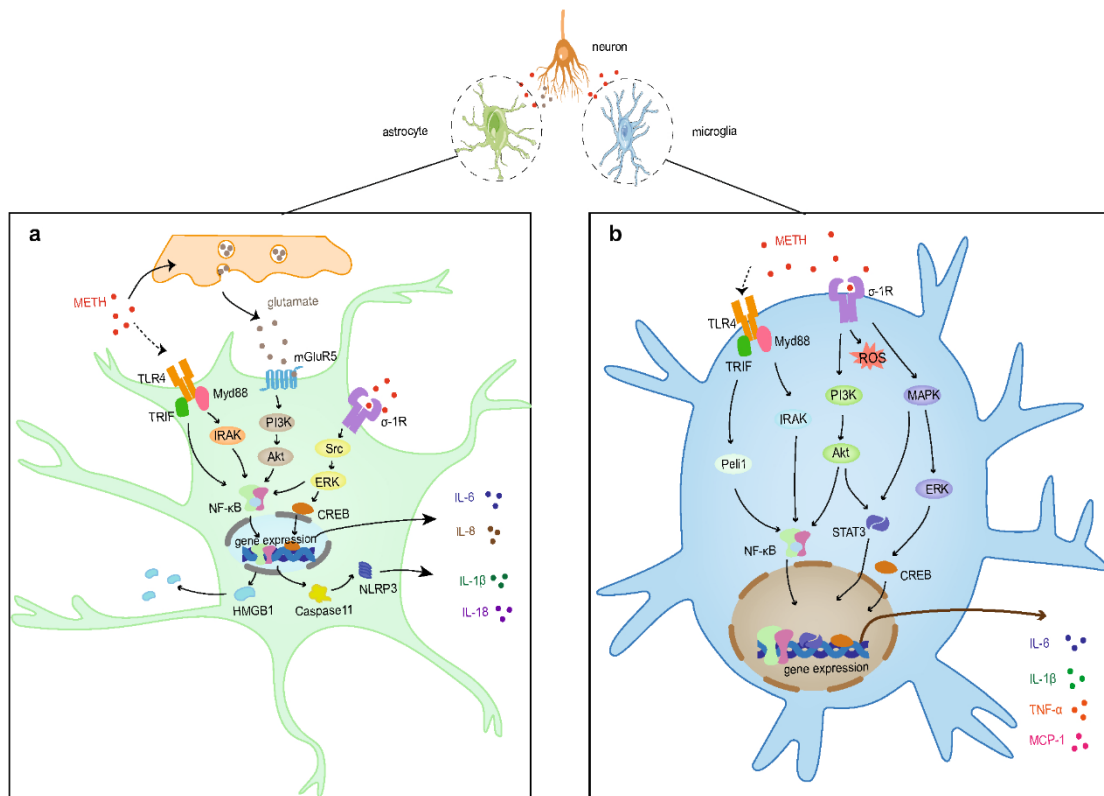 neuron
astrocyte
microglia
a
METH
glutamate
mGluR5
TLR4
Myd88
TRIF
σ-1R
PI3K
IRAK
Src
Akt
ERK
NF-κB
CREB
gene expression
IL-6
IL-8
IL-1β
IL-18
NLRP3
HMGB1
Caspase11
b
METH
σ-1R
TLR4
Myd88
TRIF
ROS
PI3K
MAPK
IRAK
Akt
Peli1
ERK
STAT3
NF-κB
CREB
gene expression
IL-6
IL-1β
TNF-α
MCP-1